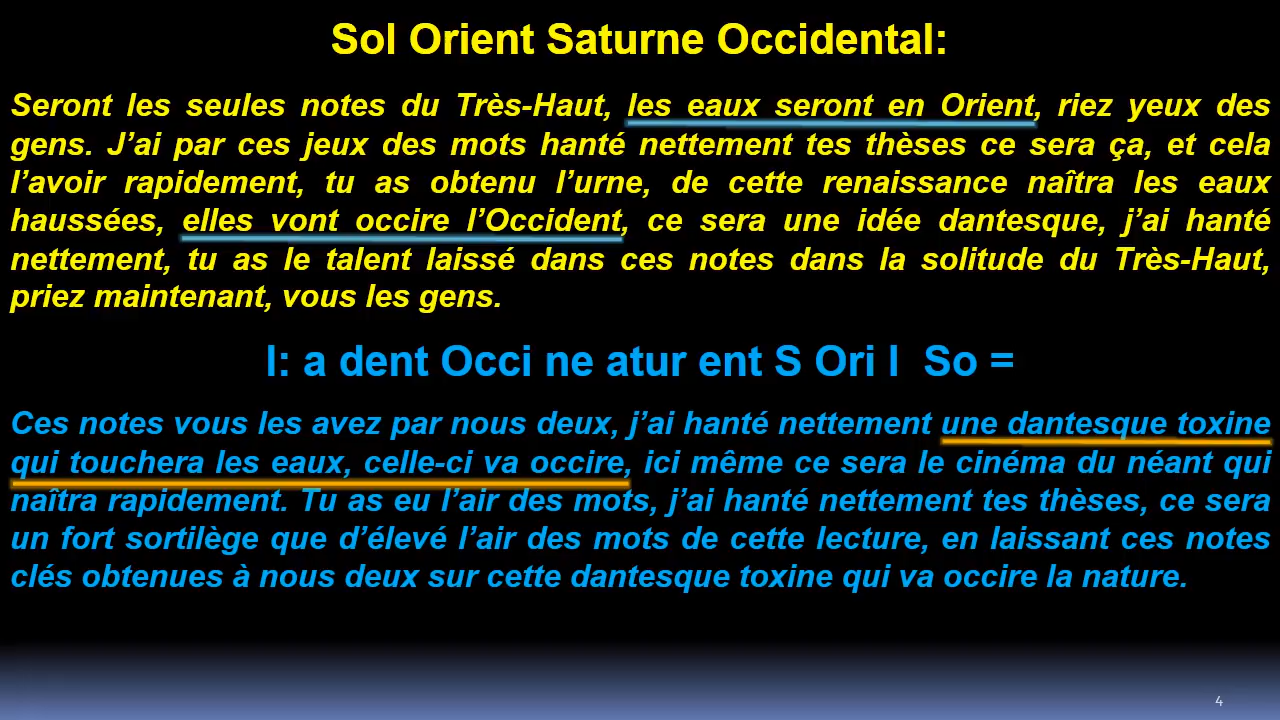 Sol Orient Saturne Occidental:
Seront les seules notes du Très-Haut, les eaux seront en Orient, riez yeux des
gens. J’ai par ces jeux des mots hanté nettement tes thèses ce sera ça, et cela
l’avoir rapidement, tu as obtenu l’urne, de cette renaissance naîtra les eaux
haussées, elles vont occire l’Occident, ce sera une idée dantesque, j’ai hanté
nettement, tu as le talent laissé dans ces notes dans la solitude du Très-Haut,
priez maintenant, vous les gens.
l: a dent Occi ne atur ent S Ori l  So =
Ces notes vous les avez par nous deux, j’ai hanté nettement une dantesque toxine
qui touchera les eaux, celle-ci va occire, ici même ce sera le cinéma du néant qui
naîtra rapidement. Tu as eu l’air des mots, j’ai hanté nettement tes thèses, ce sera
un fort sortilège que d’élevé l’air des mots de cette lecture, en laissant ces notes
clés obtenues à nous deux sur cette dantesque toxine qui va occire la nature.
4